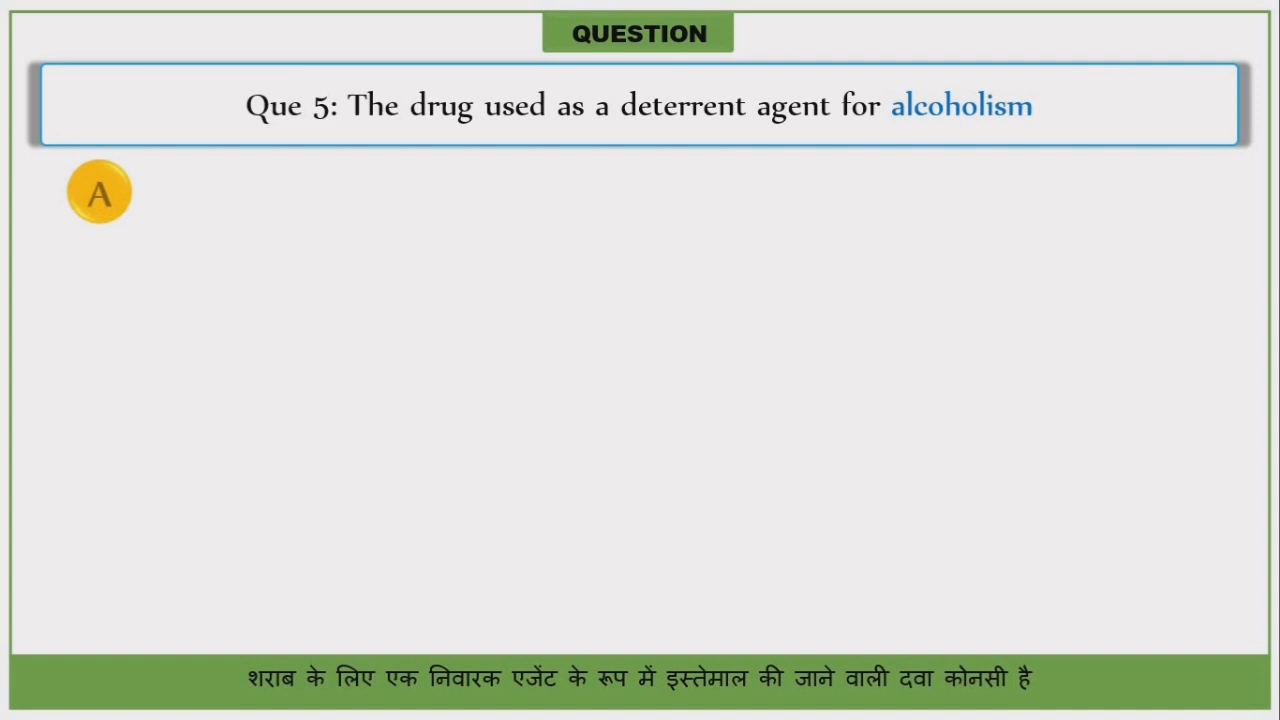 QUESTION
Que 5: The drug used as a deterrent agent for alcoholism
A
शराब के लिए एक निवारक एजेंट के रूप में इस्तेमाल की जाने वाली दवा कोनसी है